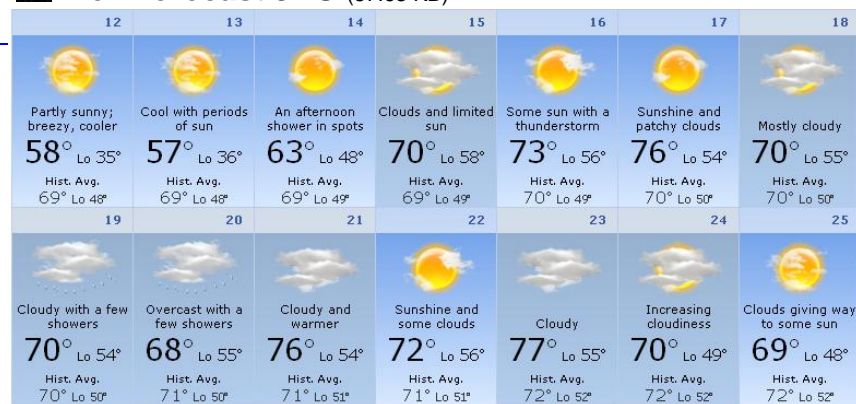 12 13 14 15 16 17 18
Partly sunny; Cool with periods An afternoon Clouds and limited Some sun with a Sunshine and Mostly cloudy
breezy, cooler of sun shower in spots sun thunderstorm patchy clouds
58° Lo 35° 57° Lo 36° 63° Lo 48° 70° Lo 58° 73° Lo 56° 76° Lo 54° 70° Lo 55°
Hist. Avg. Hist. Avg. Hist. Avg. Hist. Avg. Hist. Avg. Hist. Avg. Hist. Avg.
69° Lo 48° 69° Lo 48° 69° Lo 49° 69° Lo 49° 70° Lo 49° 70° Lo 50° 70° Lo 50°
19 20 21 22 23 24 25
Cloudy with a few Overcast with a Cloudy and Sunshine and Cloudy Increasing Clouds giving way
showers few showers warmer some clouds cloudiness to some sun
70° Lo 54° 68° Lo 55° 76° Lo 54° 72° Lo 56° 77° Lo 55° 70° Lo 49° 69° Lo 48°
Hist. Avg. Hist. Avg. Hist. Avg. Hist. Avg. Hist. Avg. Hist. Avg. Hist. Avg.
70° Lo 50° 71° Lo 50° 71° Lo 51° 71° Lo 51° 72° Lo 52° 72° Lo 52° 72° Lo 52°